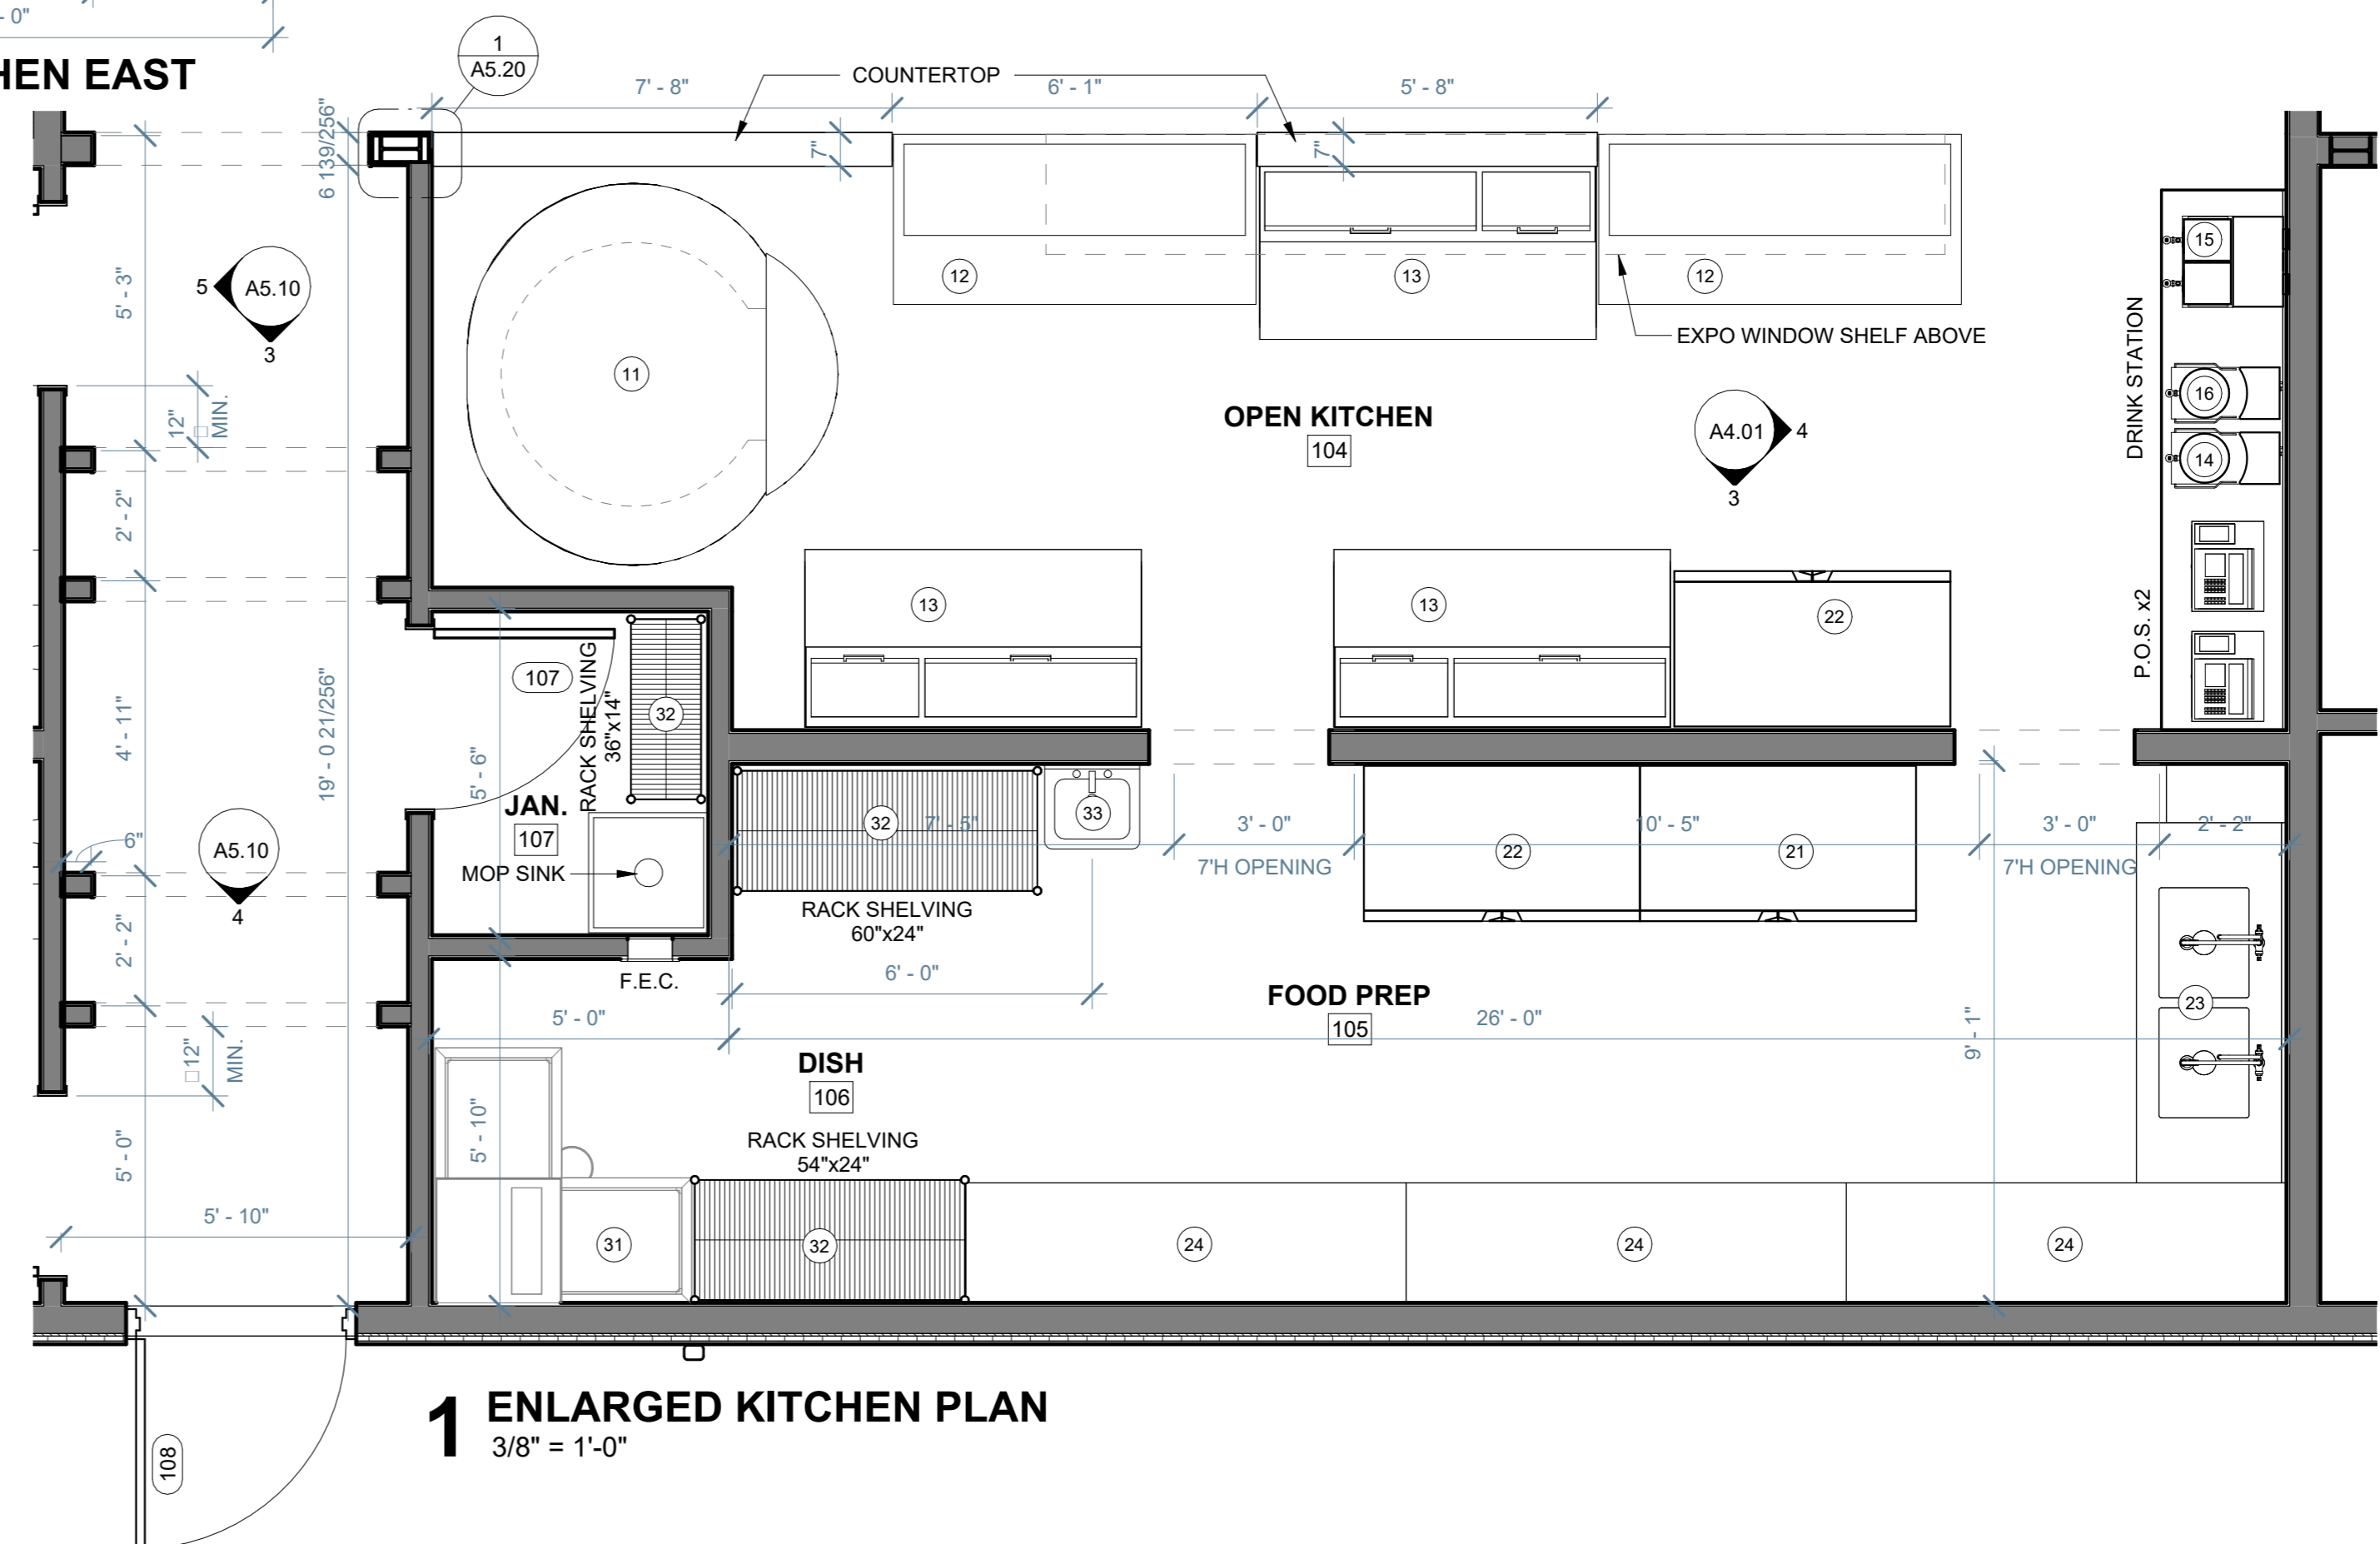 - 0"
HEN EAST
1
A5.20
COUNTERTOP
7' - 8"
6' - 1"
5' - 8"
6 139/256"
7"
7"
5' - 3"
5
A5.10
3
12
13
12
15
EXPO WINDOW SHELF ABOVE
DRINK STATION
11
12"
□
MIN.
OPEN KITCHEN
104
A4.01
4
3
16
14
2' - 2"
13
13
22
P.O.S. x2
107
RACK SHELVING
36"x14"
32
4' - 11"
19' - 0 21/256"
5' - 6"
JAN.
107
MOP SINK
32
7' - 5"
33
3' - 0"
7'H OPENING
10' - 5"
22
21
3' - 0"
7'H OPENING
2' - 2"
6"
A5.10
4
RACK SHELVING
60"x24"
2' - 2"
F.E.C.
6' - 0"
FOOD PREP
105
23
5' - 0"
26' - 0"
9' - 1"
□12"
MIN.
DISH
106
RACK SHELVING
54"x24"
5' - 0"
5' - 10"
5' - 10"
31
32
24
24
24
1
ENLARGED KITCHEN PLAN
3/8" = 1'-0"
108